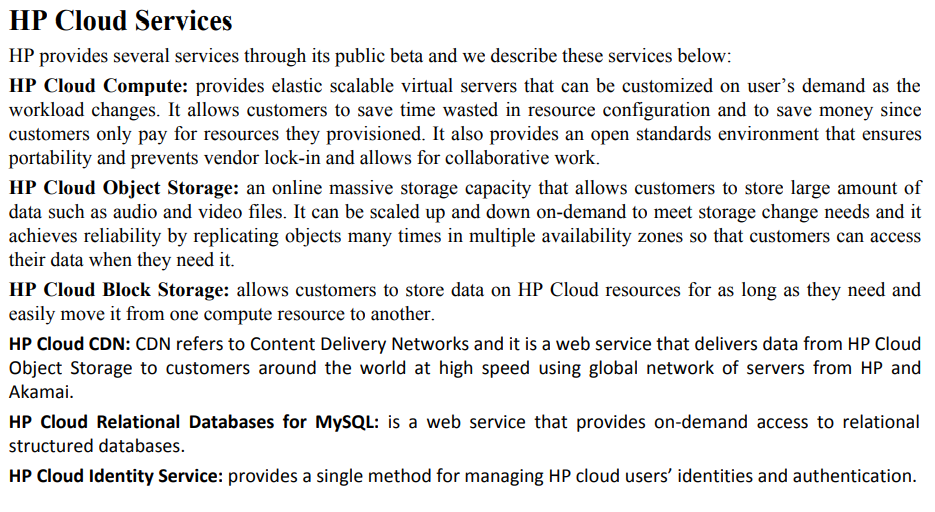 HP Cloud Services
HP provides several services through its public beta and we describe these services below:
HP Cloud Compute: provides elastic scalable virtual servers that can be customized on user’s demand as the
workload changes. It allows customers to save time wasted in resource configuration and to save money since
customers only pay for resources they provisioned. It also provides an open standards environment that ensures
portability and prevents vendor lock-in and allows for collaborative work.
HP Cloud Object Storage: an online massive storage capacity that allows customers to store large amount of
data such as audio and video files. It can be scaled up and down on-demand to meet storage change needs and it
achieves reliability by replicating objects many times in multiple availability zones so that customers can access
their data when they need it.
HP Cloud Block Storage: allows customers to store data on HP Cloud resources for as long as they need and
easily move it from one compute resource to another.
HP Cloud CDN: CDN refers to Content Delivery Networks and it is a web service that delivers data from HP Cloud
Object Storage to customers around the world at high speed using global network of servers from HP and
Akamai.
HP Cloud Relational Databases for MySQL: is a web service that provides on-demand access to relational
structured databases.
HP Cloud Identity Service: provides a single method for managing HP cloud users’ identities and authentication.